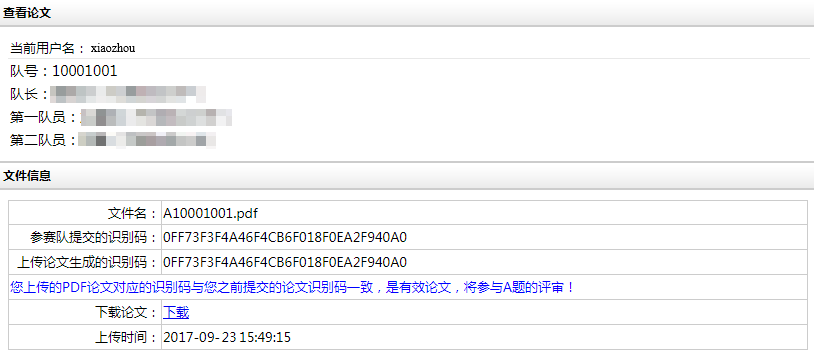 查看论文
当前用户名： xiaozhou
队号：10001001
队长：
第一队员：
第二队员：
文件信息
文件名： A10001001.pdf
参赛队提交的识别码： 0FF73F3F4A46F4CB6F018F0EA2F940A0
上传论文生成的识别码： 0FF73F3F4A46F4CB6F018F0EA2F940A0
您上传的PDF论文对应的识别码与您之前提交的论文识别码一致，是有效论文，将参与A题的评审！
下载论文： 下载
上传时间： 2017-09-23 15:49:15